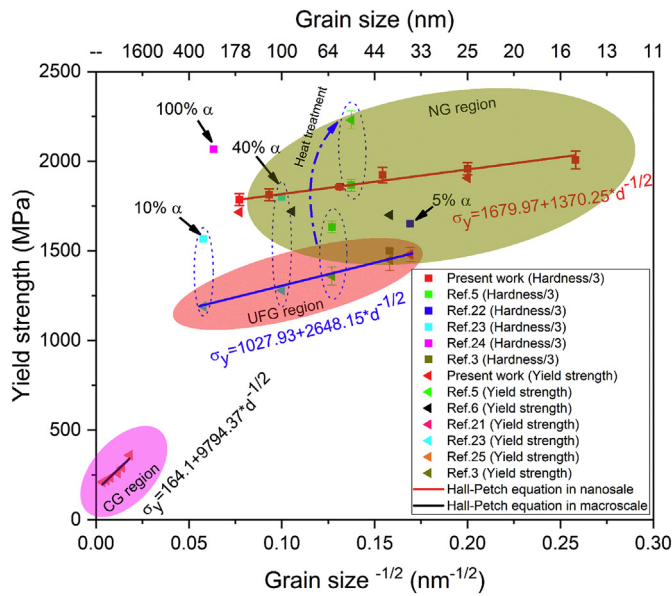 Grain size (nm)
-- 1600 400 178 100 64 44 33 25 20 16 13 11
Yield strength (MPa)
2500
2000
1500
1000
500
0
100% α
40% α
10% α
5% α
Heat treatment
NG region
σy=1679.97+1370.25*d-1/2
UFG region
σy=1027.93+2648.15*d-1/2
CG region
σy=164.1+9794.37*d-1/2
Present work (Hardness/3)
Ref.5 (Hardness/3)
Ref.22 (Hardness/3)
Ref.23 (Hardness/3)
Ref.24 (Hardness/3)
Ref.3 (Hardness/3)
Present work (Yield strength)
Ref.5 (Yield strength)
Ref.6 (Yield strength)
Ref.21 (Yield strength)
Ref.23 (Yield strength)
Ref.25 (Yield strength)
Ref.3 (Yield strength)
Hall-Petch equation in nanosale
Hall-Petch equation in macroscale
0.00 0.05 0.10 0.15 0.20 0.25 0.30
Grain size -1/2 (nm-1/2)